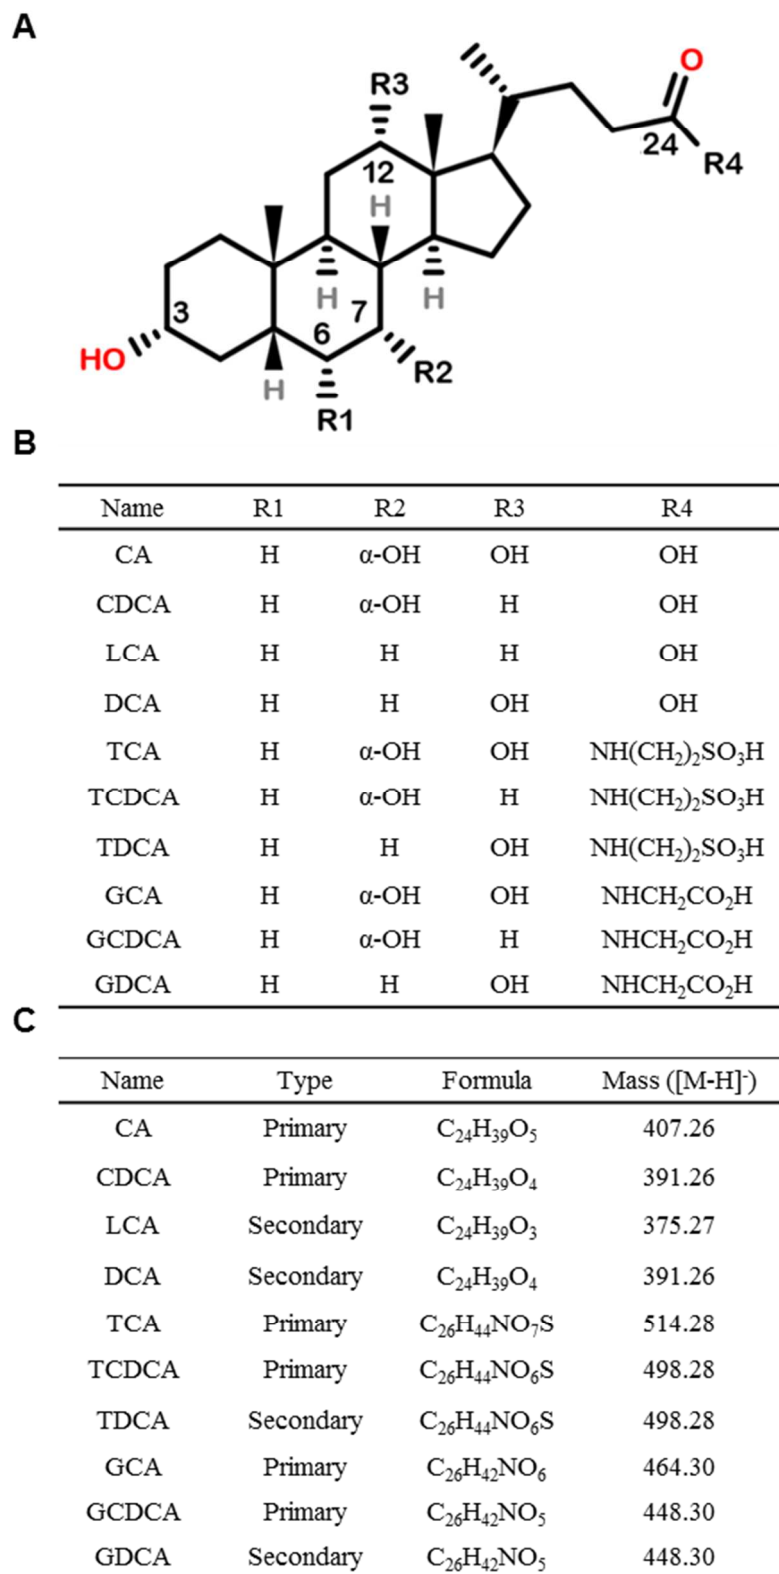 A
O
R3
24
R4
12
H
H
H
3
7
6
HO
R2
H
R1
B
Name R1 R2 R3 R4
CA H α-OH OH OH
CDCA H α-OH H OH
LCA H H H OH
DCA H H OH OH
TCA H α-OH OH NH(CH₂)₂SO₃H
TCDCA H α-OH H NH(CH₂)₂SO₃H
TDCA H H OH NH(CH₂)₂SO₃H
GCA H α-OH OH NHCH₂CO₂H
GCDCA H α-OH H NHCH₂CO₂H
GDCA H H OH NHCH₂CO₂H
C
Name Type Formula Mass ([M-H]⁻)
CA Primary C₂₄H₃₉O₅ 407.26
CDCA Primary C₂₄H₃₉O₄ 391.26
LCA Secondary C₂₄H₃₉O₃ 375.27
DCA Secondary C₂₄H₃₉O₄ 391.26
TCA Primary C₂₆H₄₄NO₇S 514.28
TCDCA Primary C₂₆H₄₄NO₆S 498.28
TDCA Secondary C₂₆H₄₄NO₆S 498.28
GCA Primary C₂₆H₄₂NO₆ 464.30
GCDCA Primary C₂₆H₄₂NO₅ 448.30
GDCA Secondary C₂₆H₄₂NO₅ 448.30